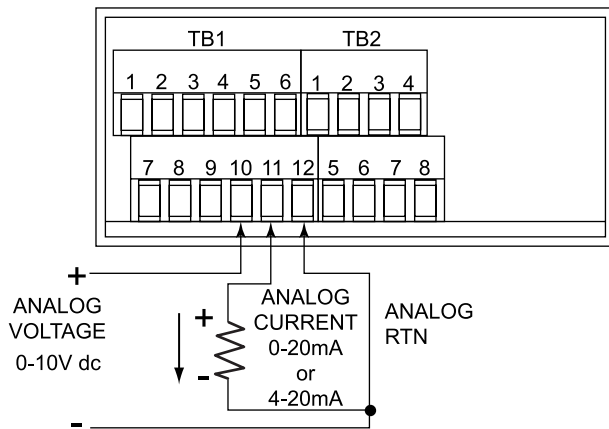 TB1 TB2
1 2 3 4 5 6 1 2 3 4
7 8 9 10 11 12 5 6 7 8
+
ANALOG
VOLTAGE
0-10V dc
-
+
-
ANALOG
CURRENT
0-20mA
or
4-20mA
ANALOG
RTN